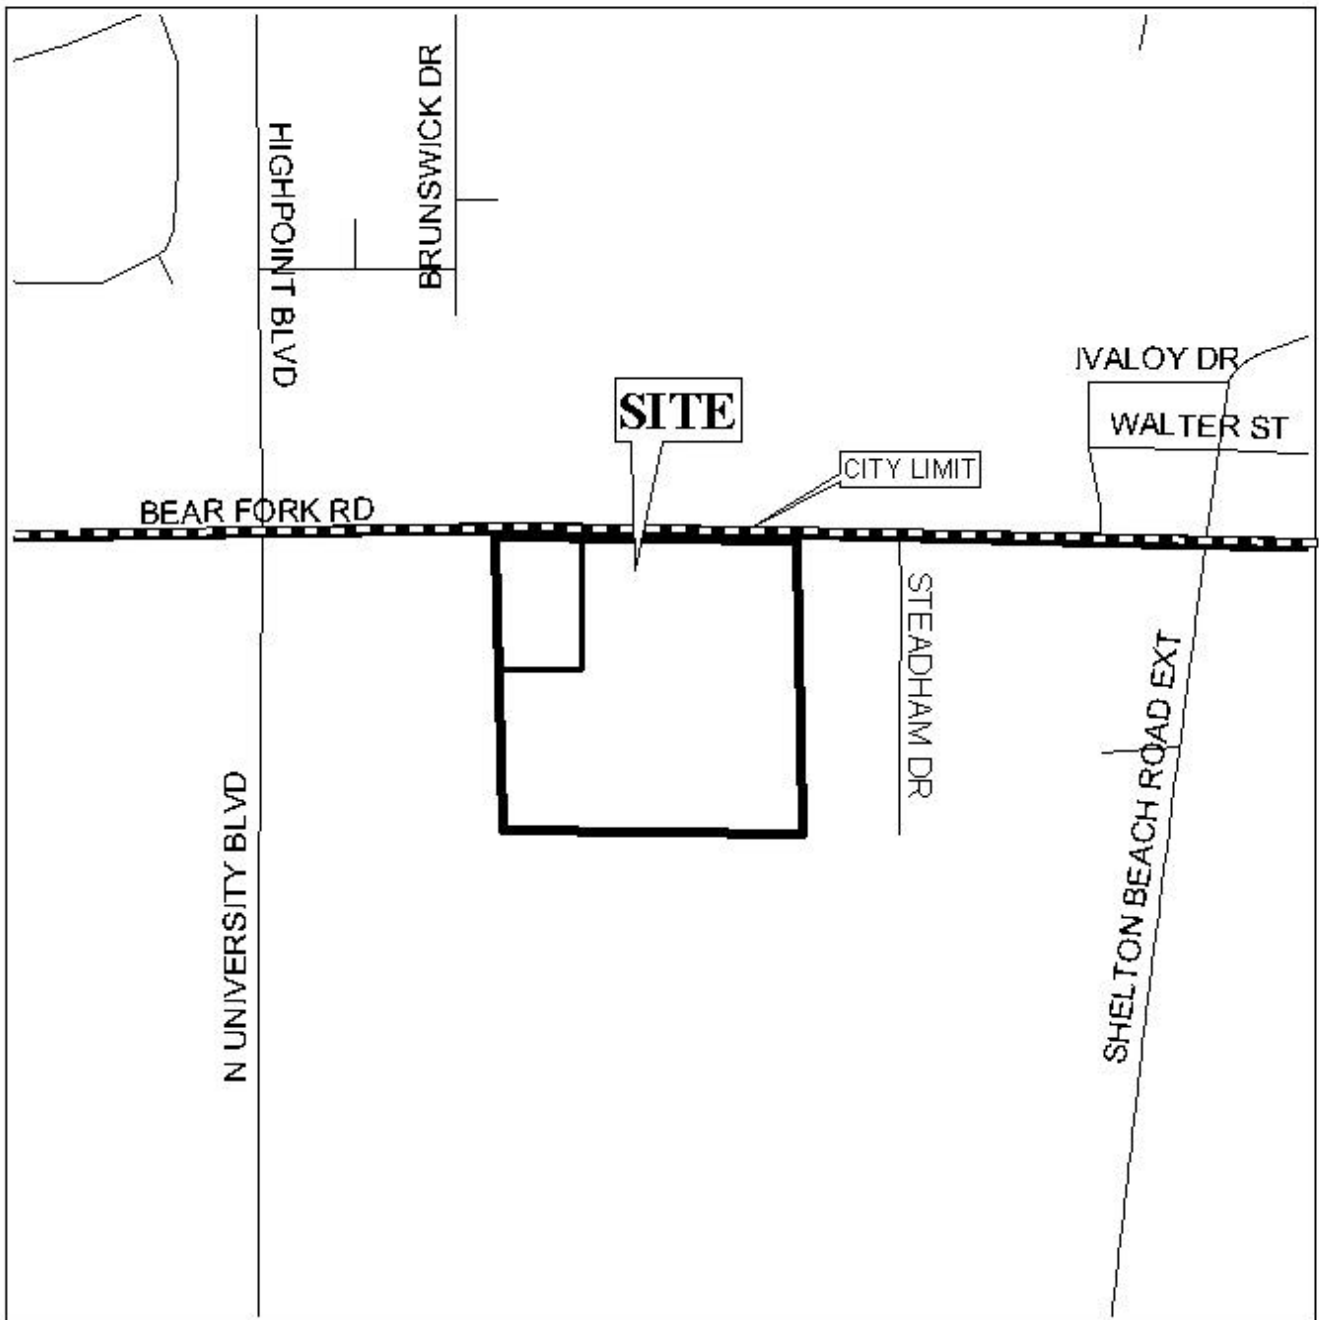 HIGHPOINT BLVD
BRUNSWICK DR
IVALOY DR
SITE
WALTER ST
CITY LIMIT
BEAR FORK RD
STEADHAM DR
SHELTON BEACH ROAD EXT
N UNIVERSITY BLVD